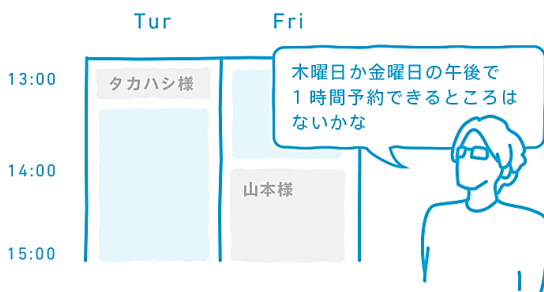 Tur
Fri
13:00
タカハシ様
木曜日か金曜日の午後で
1時間予約できるところは
ないかな
14:00
山本様
15:00